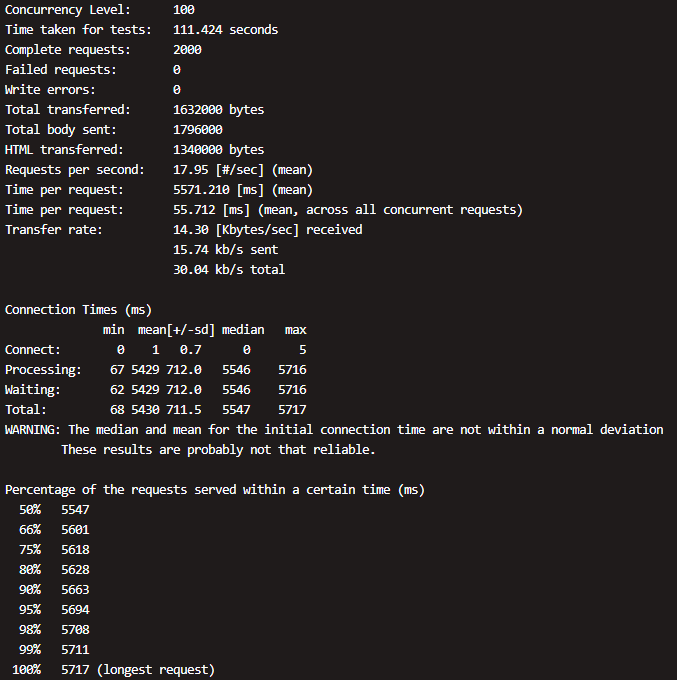 Concurrency Level:      100
Time taken for tests:   111.424 seconds
Complete requests:      2000
Failed requests:        0
Write errors:           0
Total transferred:      1632000 bytes
Total body sent:        1796000
HTML transferred:       1340000 bytes
Requests per second:    17.95 [#/sec] (mean)
Time per request:       5571.210 [ms] (mean)
Time per request:       55.712 [ms] (mean, across all concurrent requests)
Transfer rate:          14.30 [Kbytes/sec] received
                        15.74 kb/s sent
                        30.04 kb/s total

Connection Times (ms)
              min  mean[+/-sd] median   max
Connect:        0    1   0.7      0       5
Processing:    67 5429 712.0   5546    5716
Waiting:       62 5429 712.0   5546    5716
Total:         68 5430 711.5   5547    5717
WARNING: The median and mean for the initial connection time are not within a normal deviation
        These results are probably not that reliable.

Percentage of the requests served within a certain time (ms)
  50%   5547
  66%   5601
  75%   5618
  80%   5628
  90%   5663
  95%   5694
  98%   5708
  99%   5711
 100%   5717 (longest request)